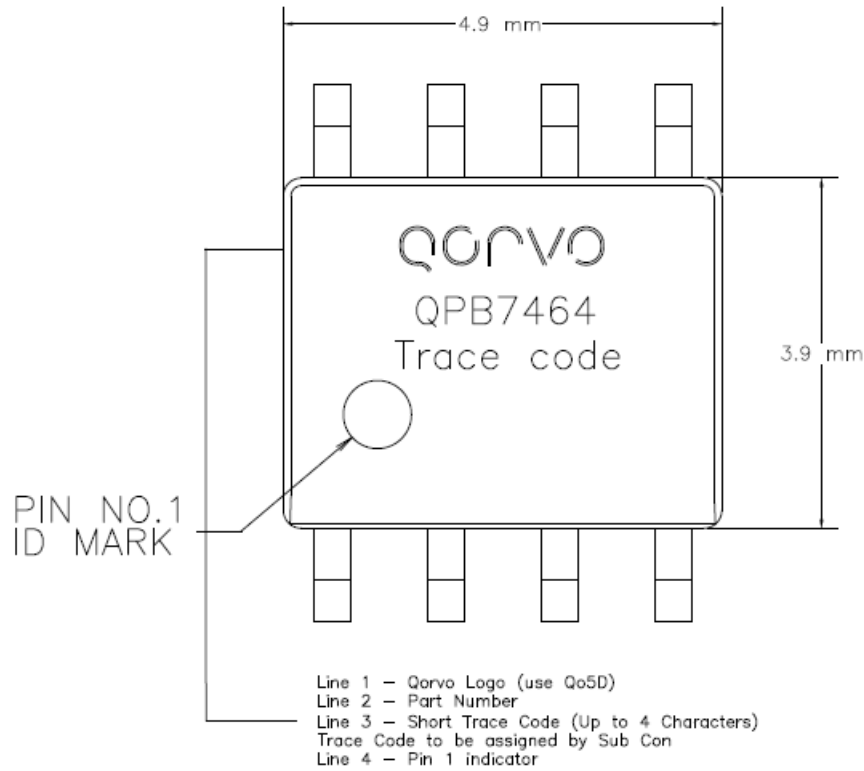 4.9 mm
Qorvo
QPB7464
Trace code
3.9 mm
PIN NO.1
ID MARK
Line 1 – Qorvo Logo (use Qo5D)
Line 2 – Part Number
Line 3 – Short Trace Code (Up to 4 Characters)
Trace Code to be assigned by Sub Con
Line 4 – Pin 1 indicator